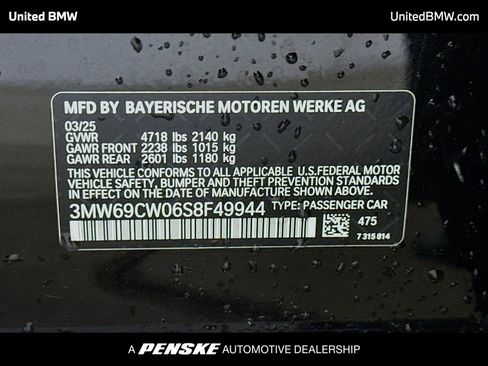 United BMW
UnitedBMW.com
MFD BY BAYERISCHE MOTOREN WERKE AG
03/25
GVWR 4718 lbs 2140 kg
GAWR FRONT 2238 lbs 1015 kg
GAWR REAR 2601 lbs 1180 kg
THIS VEHICLE CONFORMS TO ALL APPLICABLE U.S. FEDERAL MOTOR
VEHICLE SAFETY, BUMPER AND THEFT PREVENTION STANDARDS
IN EFFECT ON THE DATE OF MANUFACTURE SHOWN ABOVE.
3MW69CW06S8F49944 TYPE: PASSENGER CAR
475
7 315 814
A PENSKE AUTOMOTIVE DEALERSHIP